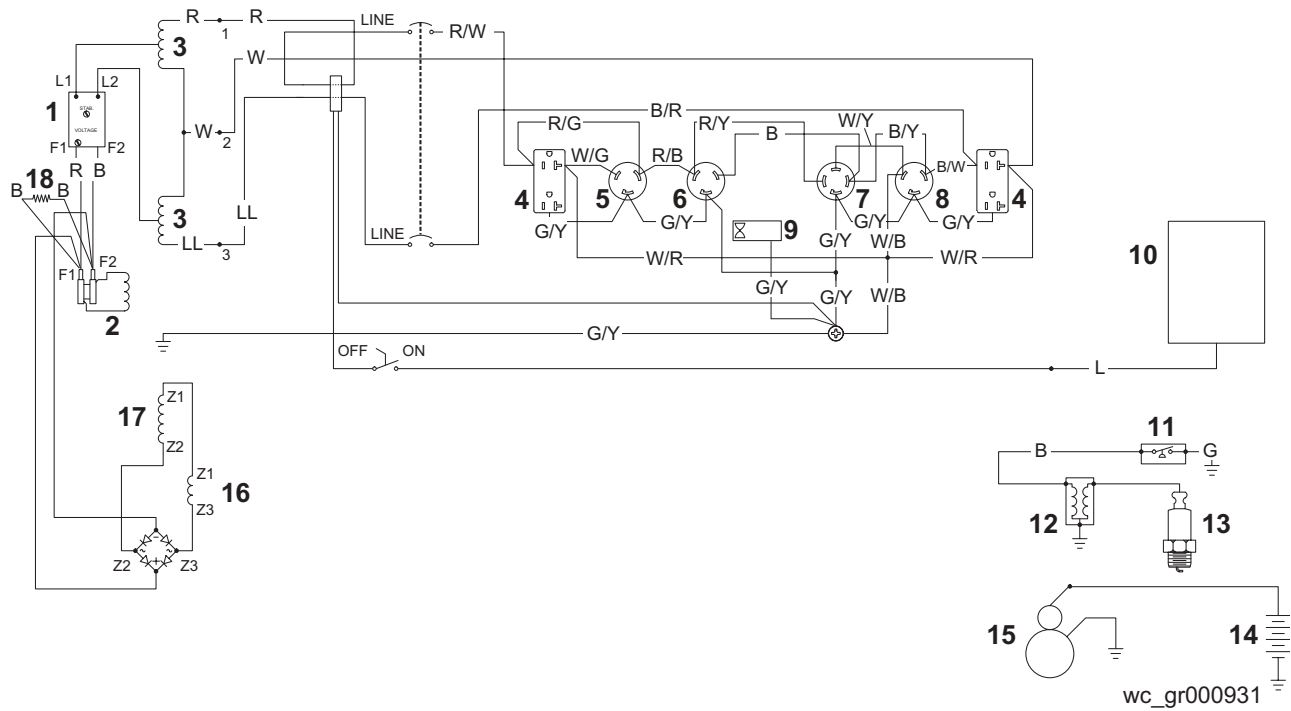 R R LINE R/W
1
3 W
L1 L2
1 STAB. B/R
VOLTAGE W 2 R/G R/Y B W/Y B/Y
F1 F2 W/G R/B B/W
R B 4 5 6 7 8 4
18
B B LL
3 G/Y G/Y G/Y G/Y
LL 3 LINE 9 G/Y W/B 10
F1 F2 W/R W/R
G/Y G/Y W/B
2
G/Y
OFF ON
L
Z1
17
Z2 11
B G
Z1
16
Z3 12 13
Z2 - ~ ~ + Z3
15 14
wc_gr000931